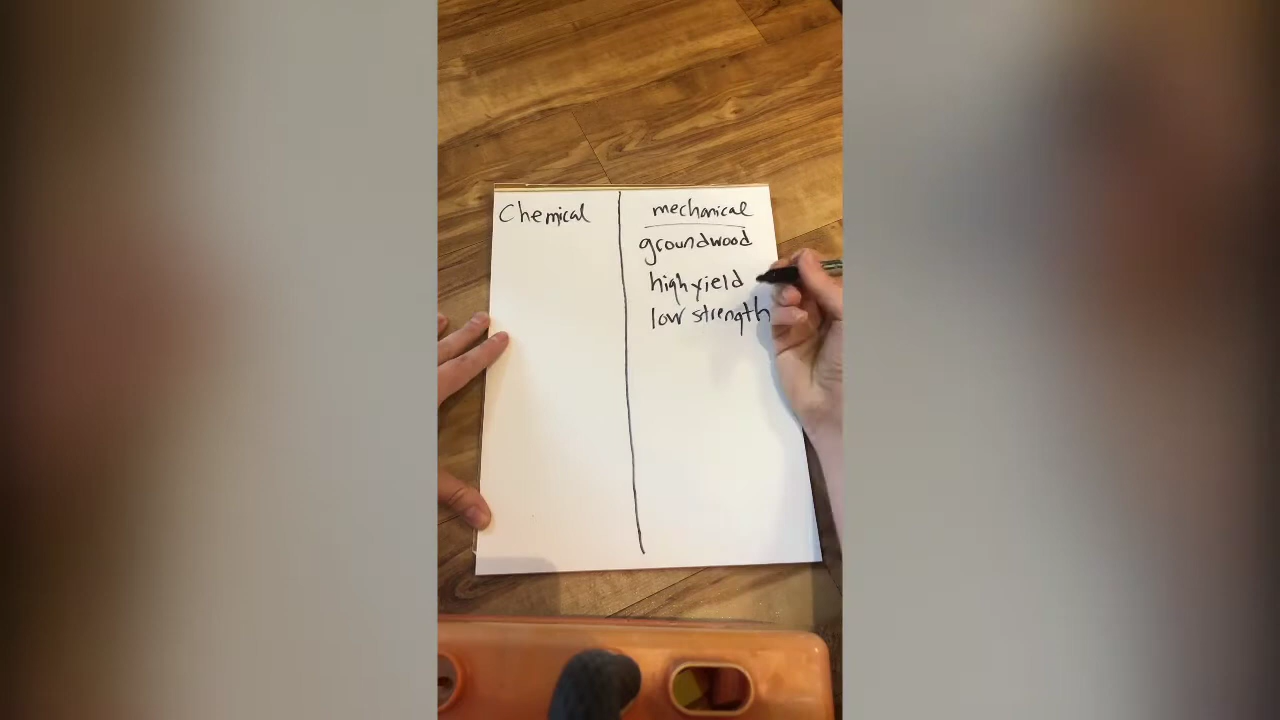 Chemical
mechanical
groundwood
high yield
low strength